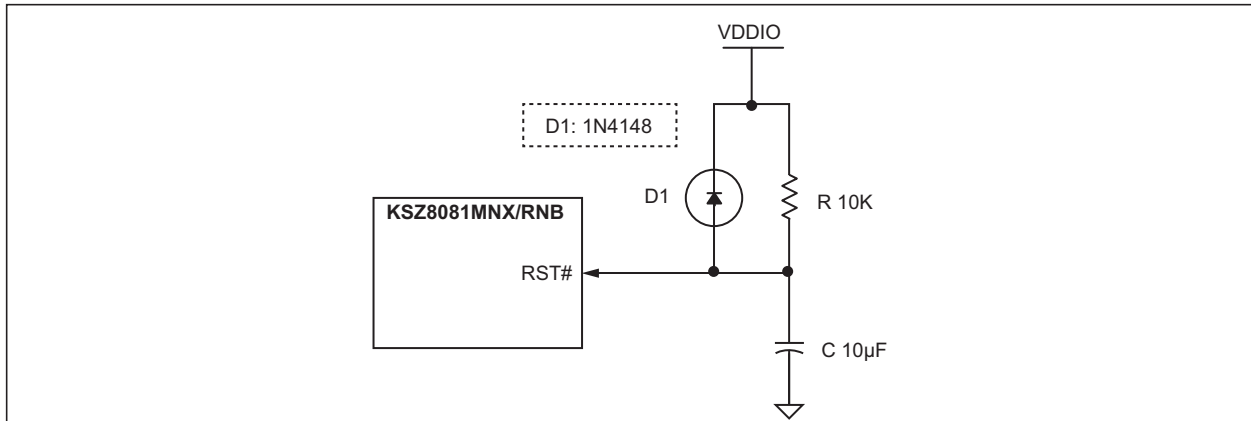 VDDIO
D1: 1N4148
D1
R 10K
KSZ8081MNX/RNB
RST#
C 10µF